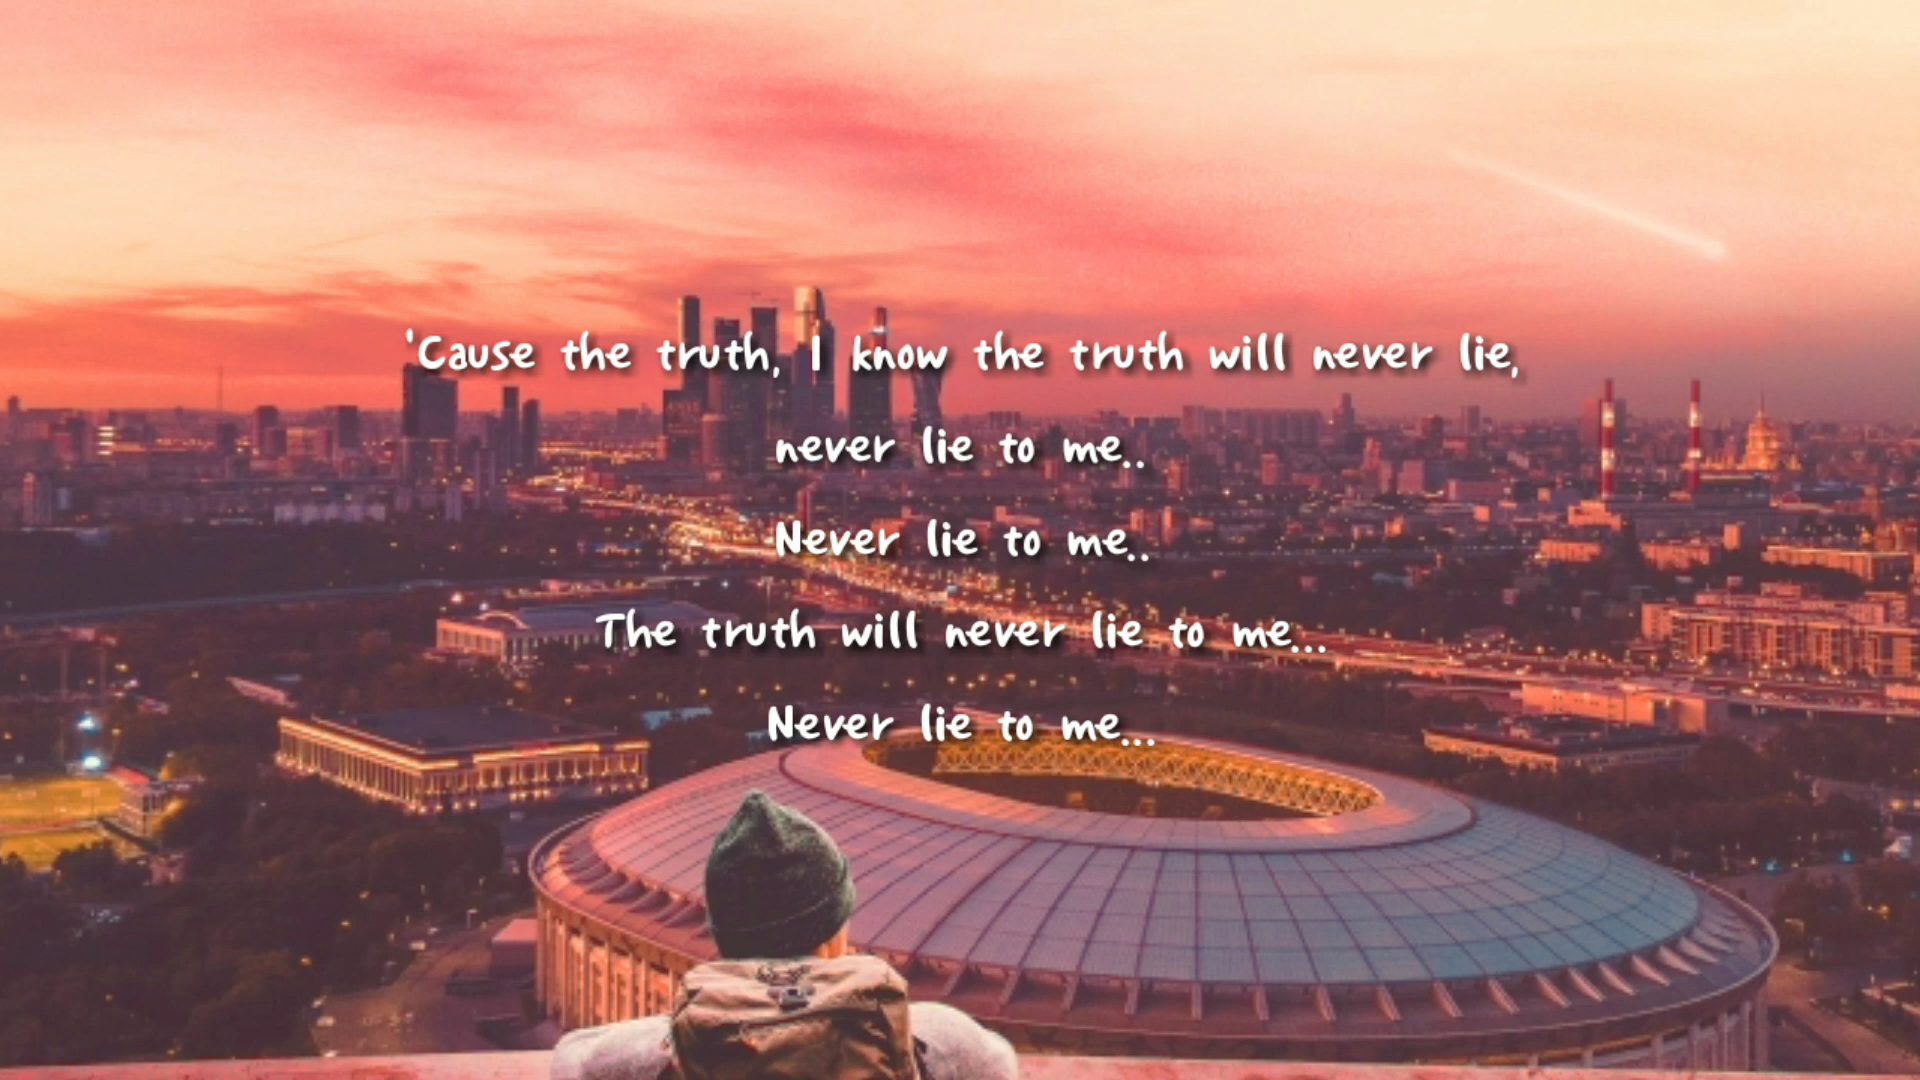 'Cause the truth, I know the truth will never lie,
never lie to me..
Never lie to me..
The truth will never lie to me...
Never lie to me...